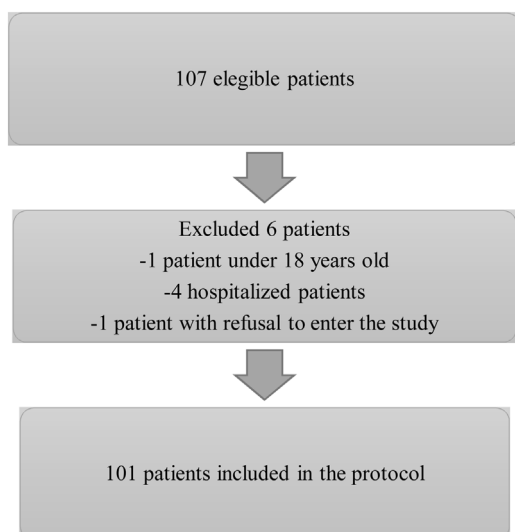 107 elegible patients
Excluded 6 patients
-1 patient under 18 years old
-4 hospitalized patients
-1 patient with refusal to enter the study
101 patients included in the protocol